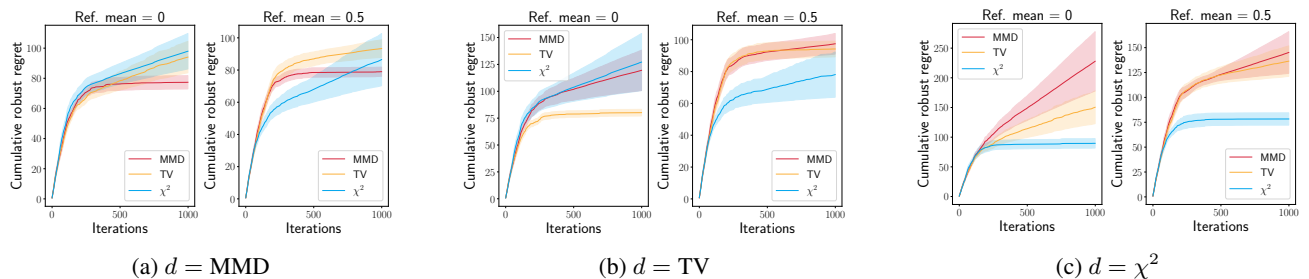 Ref. mean = 0
Cumulative robust regret
100
80
60
40
20
0
MMD
TV
χ²
0
500
1000
Iterations
Ref. mean = 0.5
Cumulative robust regret
100
80
60
40
20
0
MMD
TV
χ²
0
500
1000
Iterations
(a) d = MMD
Ref. mean = 0
Cumulative robust regret
150
125
100
75
50
25
0
MMD
TV
χ²
0
500
1000
Iterations
Ref. mean = 0.5
Cumulative robust regret
100
80
60
40
20
0
MMD
TV
χ²
0
500
1000
Iterations
(b) d = TV
Ref. mean = 0
Cumulative robust regret
250
200
150
100
50
0
MMD
TV
χ²
0
500
1000
Iterations
Ref. mean = 0.5
Cumulative robust regret
150
125
100
75
50
25
0
MMD
TV
χ²
0
500
1000
Iterations
(c) d = χ²